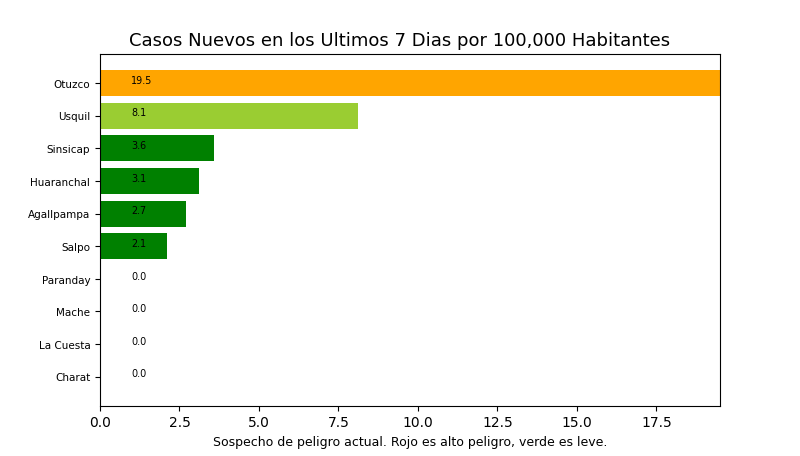 Casos Nuevos en los Ultimos 7 Dias por 100,000 Habitantes
Otuzco 19.5
Usquil 8.1
Sinsicap 3.6
Huaranchal 3.1
Agallpampa 2.7
Salpo 2.1
Paranday 0.0
Mache 0.0
La Cuesta 0.0
Charat 0.0
0.0 2.5 5.0 7.5 10.0 12.5 15.0 17.5
Sospecho de peligro actual. Rojo es alto peligro, verde es leve.